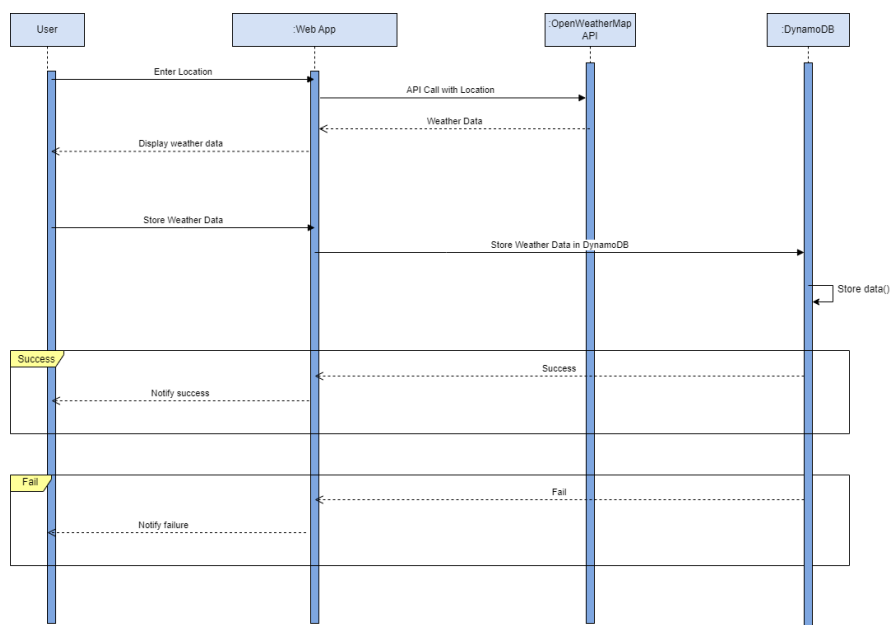 User
:Web App
:OpenWeatherMap
API
:DynamoDB
Enter Location
API Call with Location
Weather Data
Display weather data
Store Weather Data
Store Weather Data in DynamoDB
Store data()
Success
Success
Notify success
Fail
Fail
Notify failure